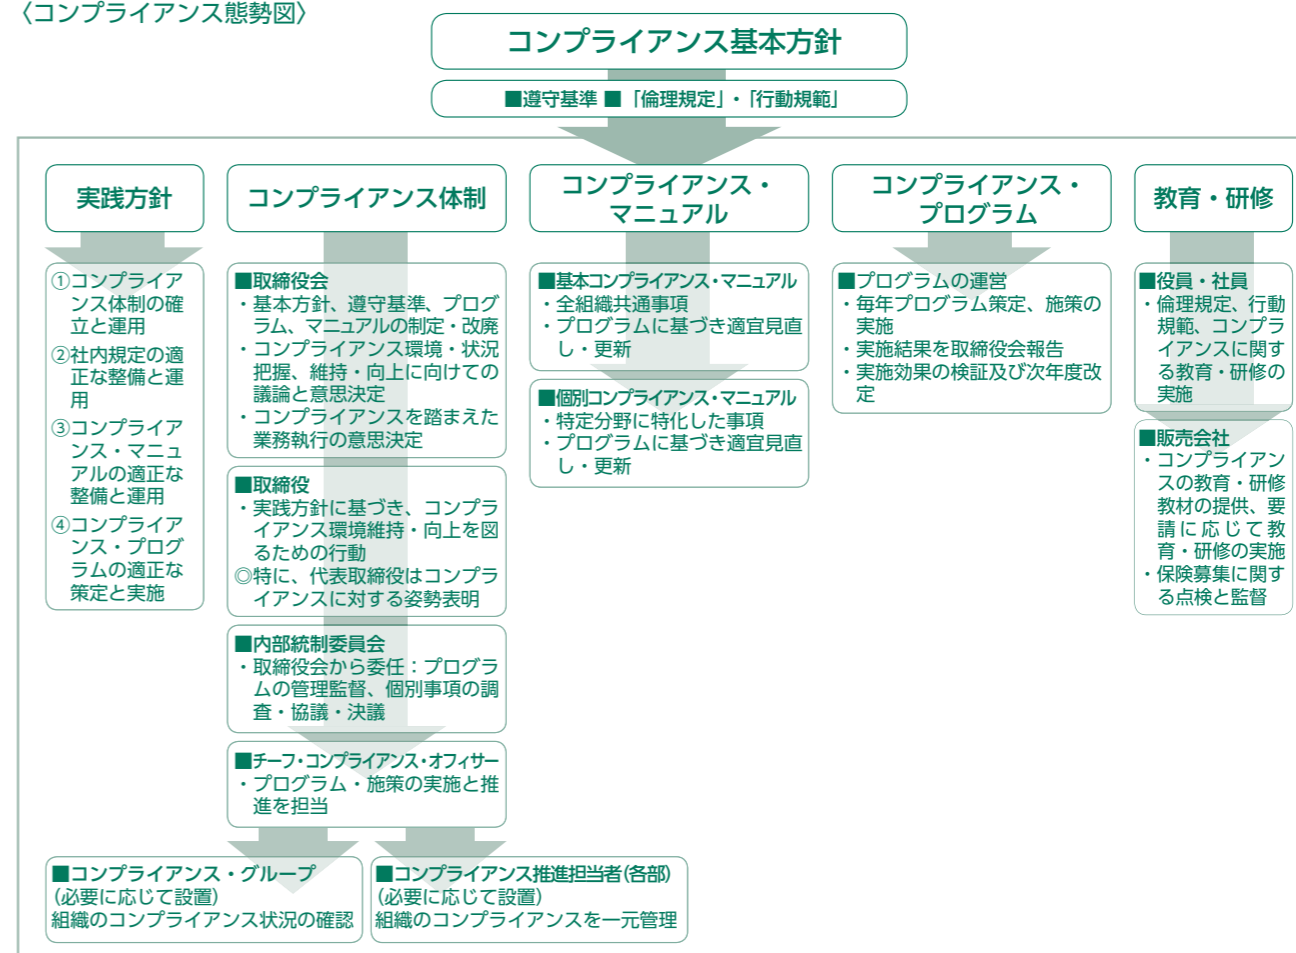 〈コンプライアンス態勢図〉
コンプライアンス基本方針
■遵守基準 ■「倫理規定」・「行動規範」
実践方針
①コンプライア
ンス体制の確
立と運用
②社内規定の適
正な整備と運
用
③コンプライア
ンス・マニュ
アルの適正な
整備と運用
④コンプライア
ンス・プログ
ラムの適正な
策定と実施
コンプライアンス体制
■取締役会
・基本方針、遵守基準、プログ
ラム、マニュアルの制定・改廃
・コンプライアンス環境・状況
把握、維持・向上に向けての
議論と意思決定
・コンプライアンスを踏まえた
業務執行の意思決定
■取締役
・実践方針に基づき、コンプラ
イアンス環境維持・向上を図
るための行動
◎特に、代表取締役はコンプラ
イアンスに対する姿勢表明
■内部統制委員会
・取締役会から委任：プログラ
ムの管理監督、個別事項の調
査・協議・決議
■チーフ・コンプライアンス・オフィサー
・プログラム・施策の実施と推
進を担当
■コンプライアンス・グループ
(必要に応じて設置)
組織のコンプライアンス状況の確認
■コンプライアンス推進担当者(各部)
(必要に応じて設置)
組織のコンプライアンスを一元管理
コンプライアンス・
マニュアル
■基本コンプライアンス・マニュアル
・全組織共通事項
・プログラムに基づき適宜見直
し・更新
■個別コンプライアンス・マニュアル
・特定分野に特化した事項
・プログラムに基づき適宜見直
し・更新
コンプライアンス・
プログラム
■プログラムの運営
・毎年プログラム策定、施策の
実施
・実施結果を取締役会報告
・実施効果の検証及び次年度改
定
教育・研修
■役員・社員
・倫理規定、行動
規範、コンプラ
イアンスに関す
る教育・研修の
実施
■販売会社
・コンプライアン
スの教育・研修
教材の提供、要
請に応じて教
育・研修の実施
・保険募集に関す
る点検と監督